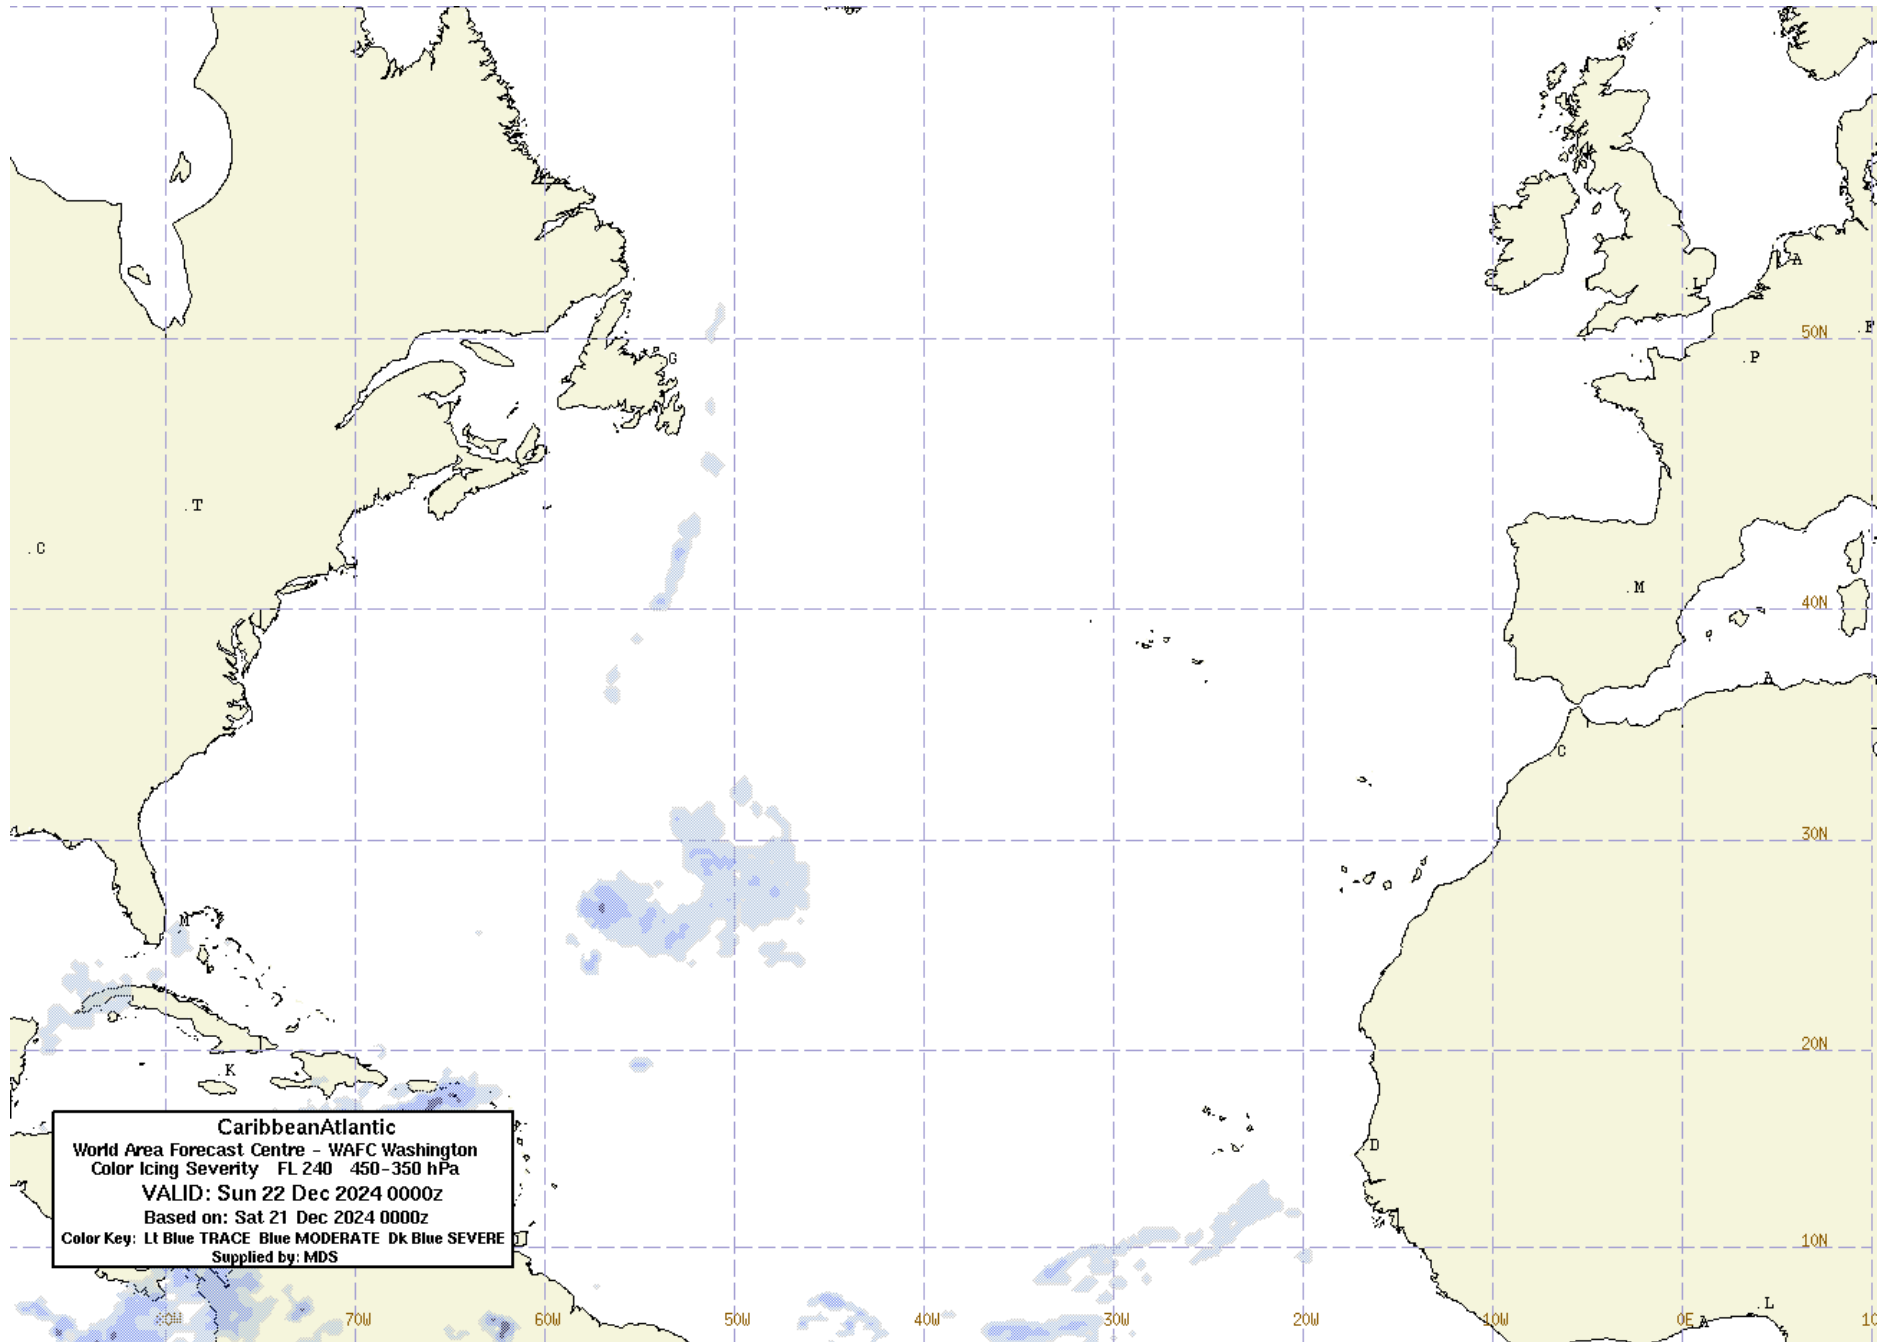 L
A
50N
F
G
P
T
C
M
40N
A
C
30N
M
20N
K
CaribbeanAtlantic
World Area Forecast Centre - WAFC Washington
Color Icing Severity FL 240 450-350 hPa
VALID: Sun 22 Dec 2024 0000z
Based on: Sat 21 Dec 2024 0000z
Color Key: Lt Blue TRACE Blue MODERATE Dk Blue SEVERE
Supplied by: MDS
D
10N
80W
70W
60W
50W
40W
30W
20W
10W
0E
A
L